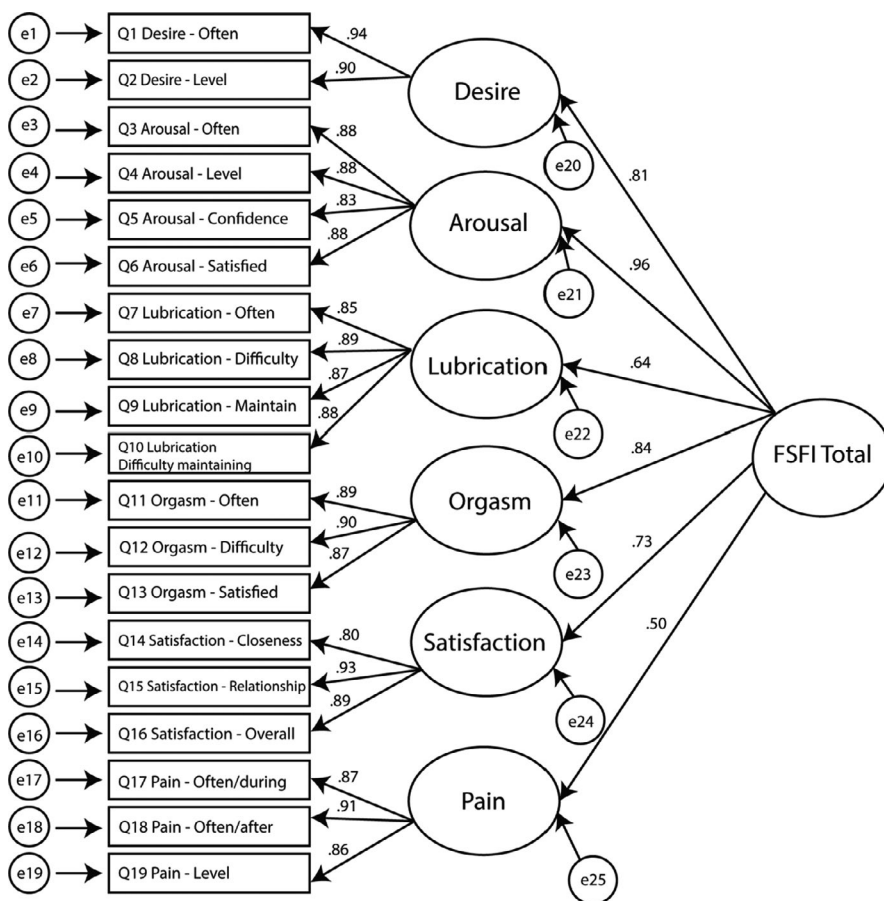 e1
Q1 Desire - Often
.94
e2
Q2 Desire - Level
.90
Desire
e3
Q3 Arousal - Often
.88
e20
e4
Q4 Arousal - Level
.88
.81
e5
Q5 Arousal - Confidence
.83
Arousal
e6
Q6 Arousal - Satisfied
.88
.96
e21
e7
Q7 Lubrication - Often
.85
e8
Q8 Lubrication - Difficulty
.89
Lubrication
.64
e9
Q9 Lubrication - Maintain
.87
e22
e10
Q10 Lubrication
Difficulty maintaining
.88
FSFI Total
.84
e11
Q11 Orgasm - Often
.89
Orgasm
e12
Q12 Orgasm - Difficulty
.90
.73
e13
Q13 Orgasm - Satisfied
.87
e23
e14
Q14 Satisfaction - Closeness
.80
Satisfaction
.50
e15
Q15 Satisfaction - Relationship
.93
e16
Q16 Satisfaction - Overall
.89
e24
e17
Q17 Pain - Often/during
.87
Pain
e18
Q18 Pain - Often/after
.91
e19
Q19 Pain - Level
.86
e25